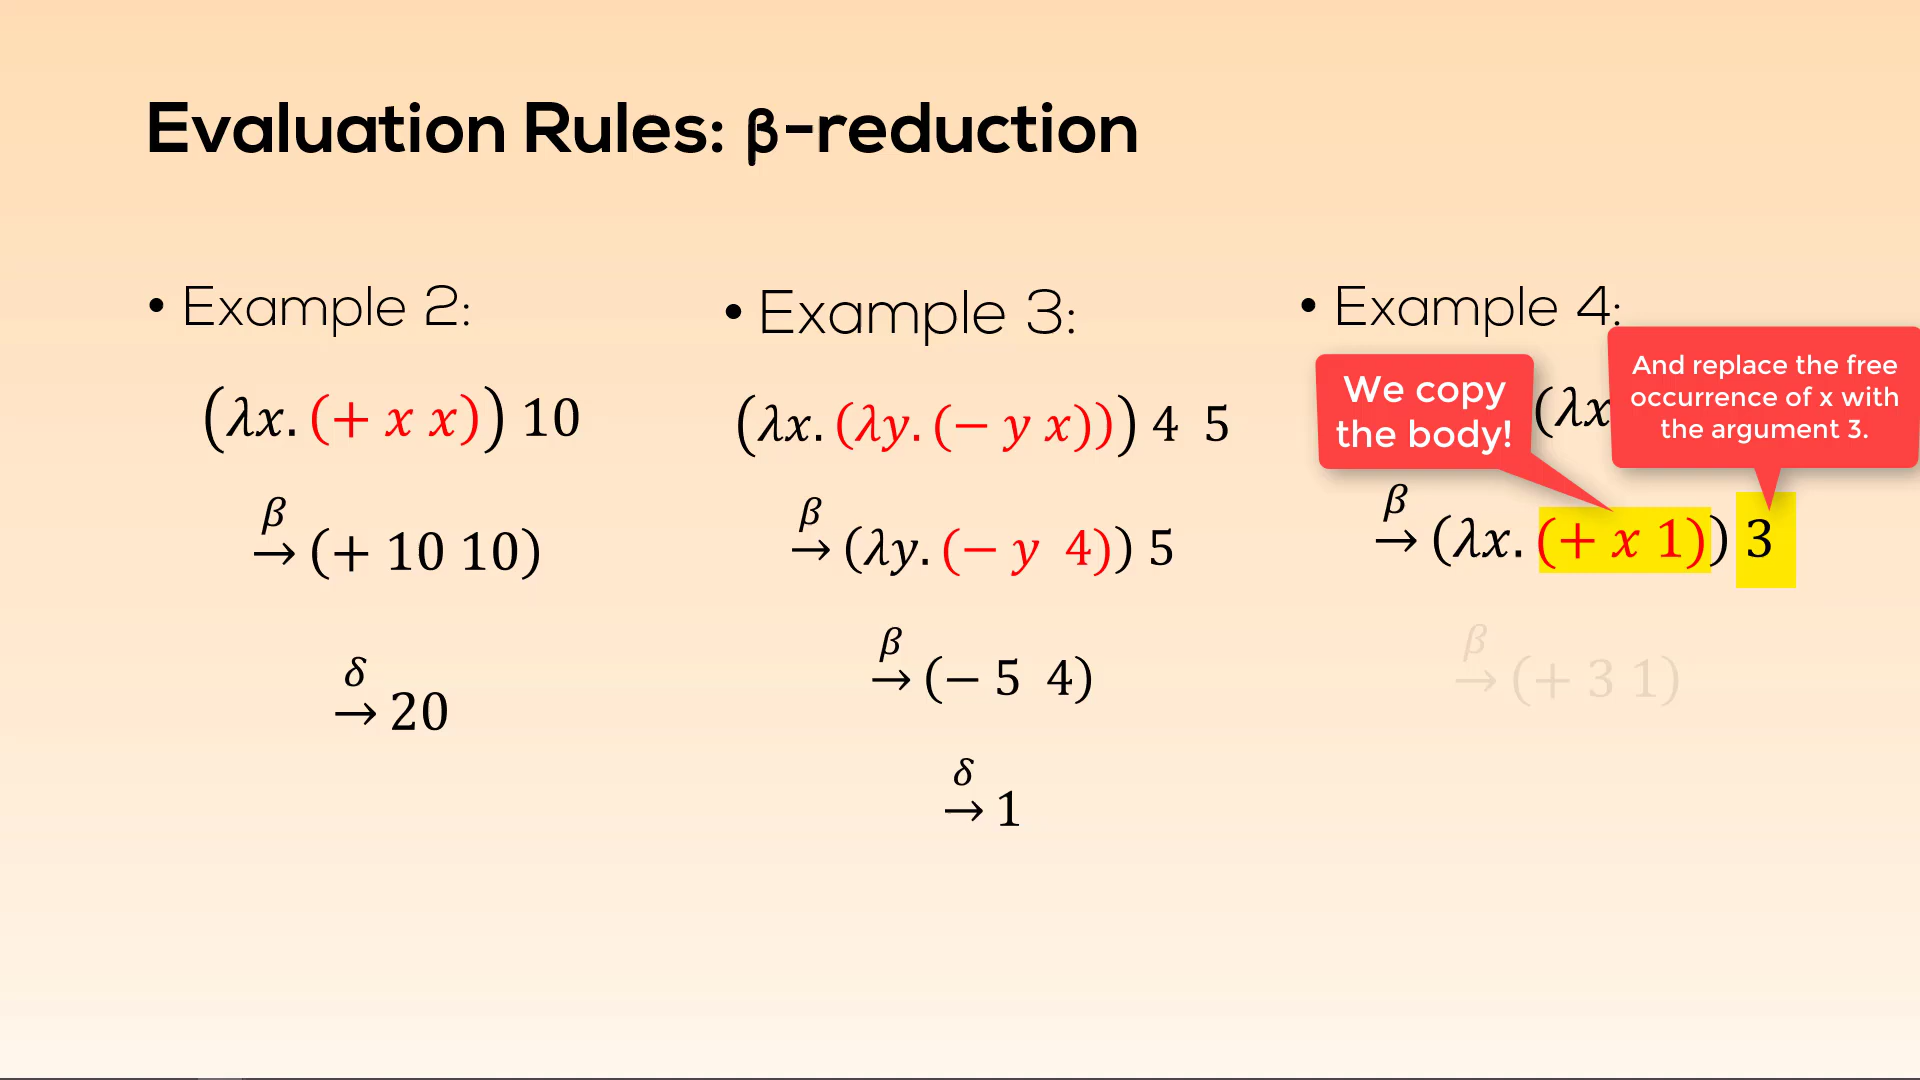 Evaluation Rules: β-reduction
• Example 2:
(λx. (+ x x)) 10
β
→ (+ 10 10)
δ
→ 20
• Example 3:
(λx. (λy. (− y x))) 4 5
β
→ (λy. (− y 4)) 5
β
→ (− 5 4)
δ
→ 1
• Example 4:
(λx
We copy
the body!
And replace the free
occurrence of x with
the argument 3.
β
→ (λx. (+ x 1)) 3
β
→ (+ 3 1)